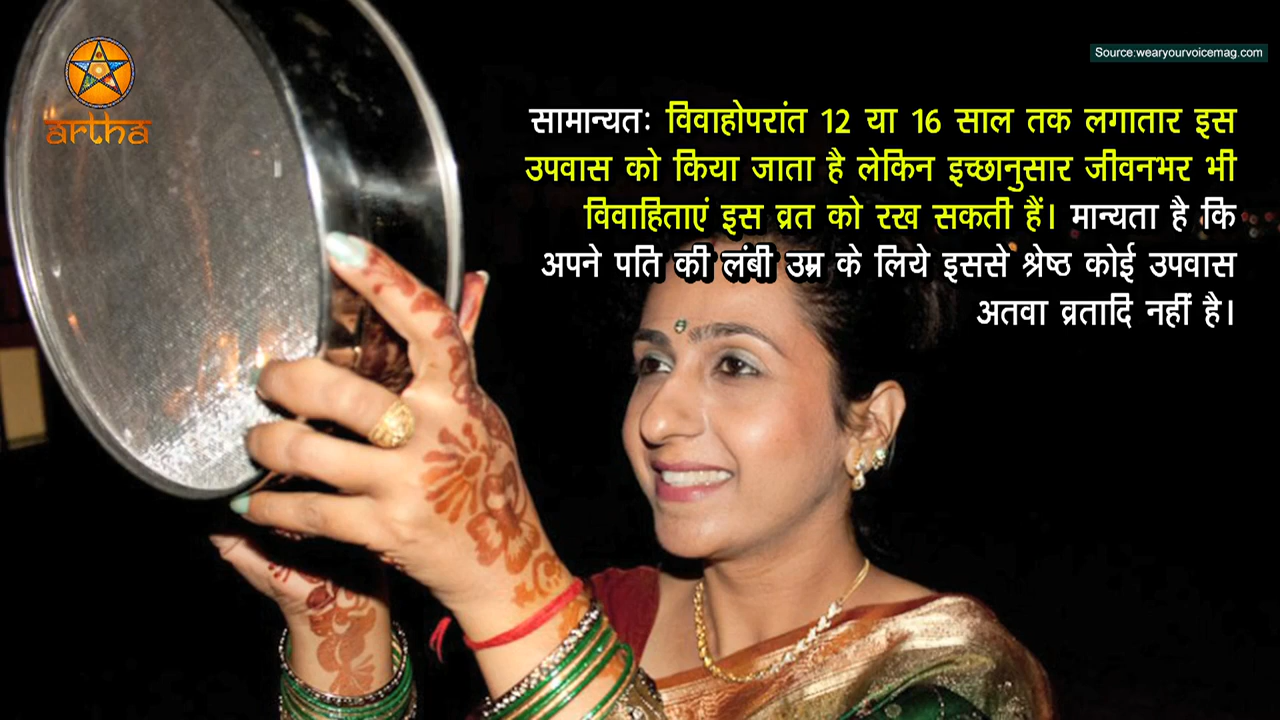 artha
Source:wearyourvoicemag.com
सामान्यतः विवाहोपरांत 12 या 16 साल तक लगातार इस
उपवास को किया जाता है लेकिन इच्छानुसार जीवनभर भी
विवाहिताएं इस व्रत को रख सकती हैं। मान्यता है कि
अपने पति की लंबी उम्र के लिये इससे श्रेष्ठ कोई उपवास
अतवा व्रतादि नहीं है।